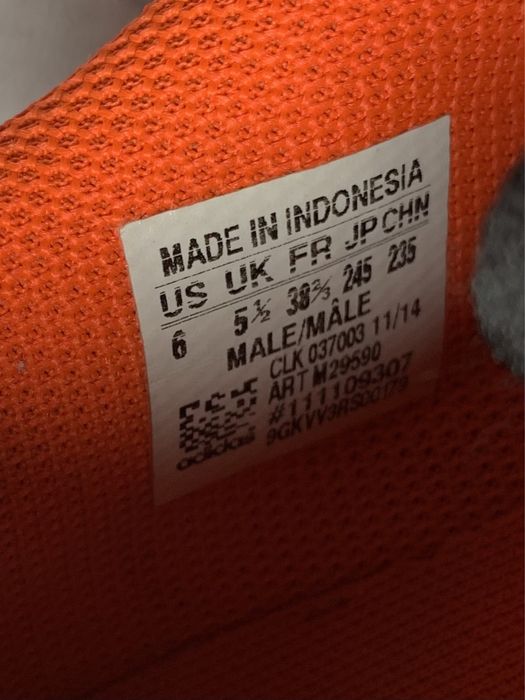 MADE IN INDONESIA
US UK FR JP CHN
6 5½ 38⅔ 245 235
MALE/MÂLE
CLK 037003 11/14
ART M29590
#111109307
9GKVV3RS00179
adidas